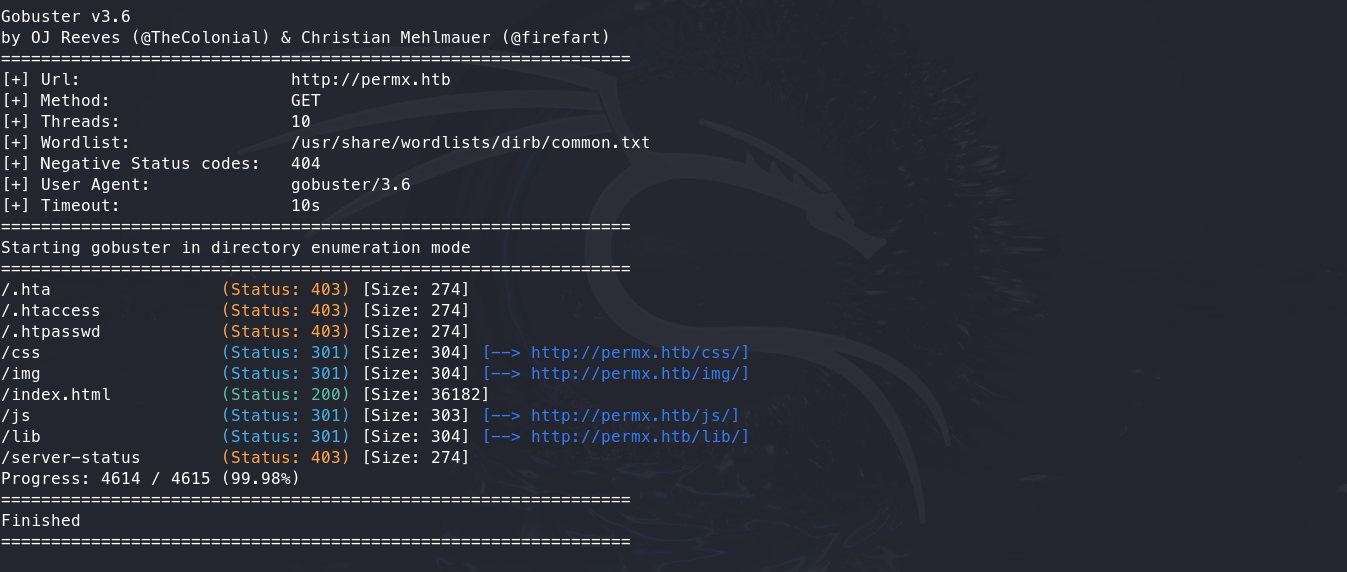 Gobuster v3.6
by OJ Reeves (@TheColonial) & Christian Mehlmauer (@firefart)
===============================================================
[+] Url:                     http://permx.htb
[+] Method:                  GET
[+] Threads:                 10
[+] Wordlist:                /usr/share/wordlists/dirb/common.txt
[+] Negative Status codes:   404
[+] User Agent:              gobuster/3.6
[+] Timeout:                 10s
===============================================================
Starting gobuster in directory enumeration mode
===============================================================
/.hta                 (Status: 403) [Size: 274]
/.htaccess            (Status: 403) [Size: 274]
/.htpasswd            (Status: 403) [Size: 274]
/css                  (Status: 301) [Size: 304] [--> http://permx.htb/css/]
/img                  (Status: 301) [Size: 304] [--> http://permx.htb/img/]
/index.html           (Status: 200) [Size: 36182]
/js                   (Status: 301) [Size: 303] [--> http://permx.htb/js/]
/lib                  (Status: 301) [Size: 304] [--> http://permx.htb/lib/]
/server-status        (Status: 403) [Size: 274]
Progress: 4614 / 4615 (99.98%)
===============================================================
Finished
===============================================================